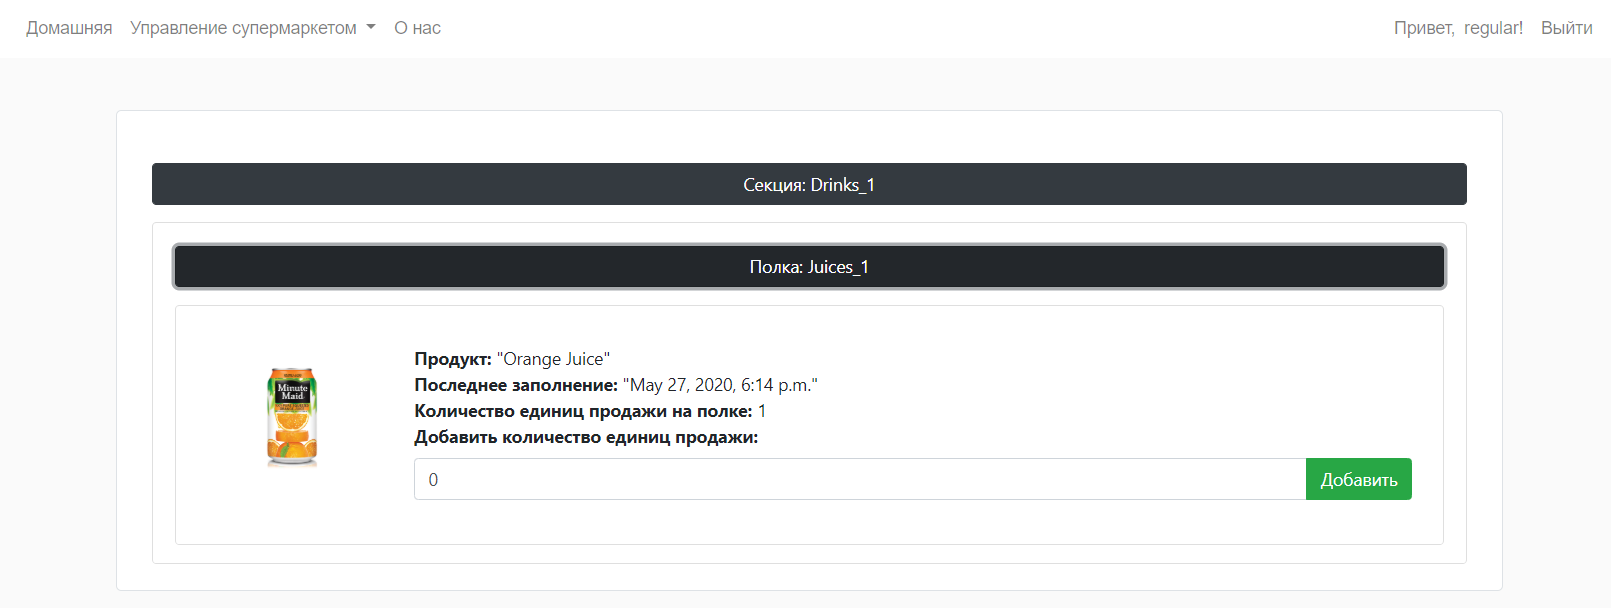 Домашняя Управление супермаркетом О нас Привет, regular! Выйти
Секция: Drinks_1
Полка: Juices_1
Minute
Maid
Продукт: "Orange Juice"
Последнее заполнение: "May 27, 2020, 6:14 p.m."
Количество единиц продажи на полке: 1
Добавить количество единиц продажи:
0 Добавить